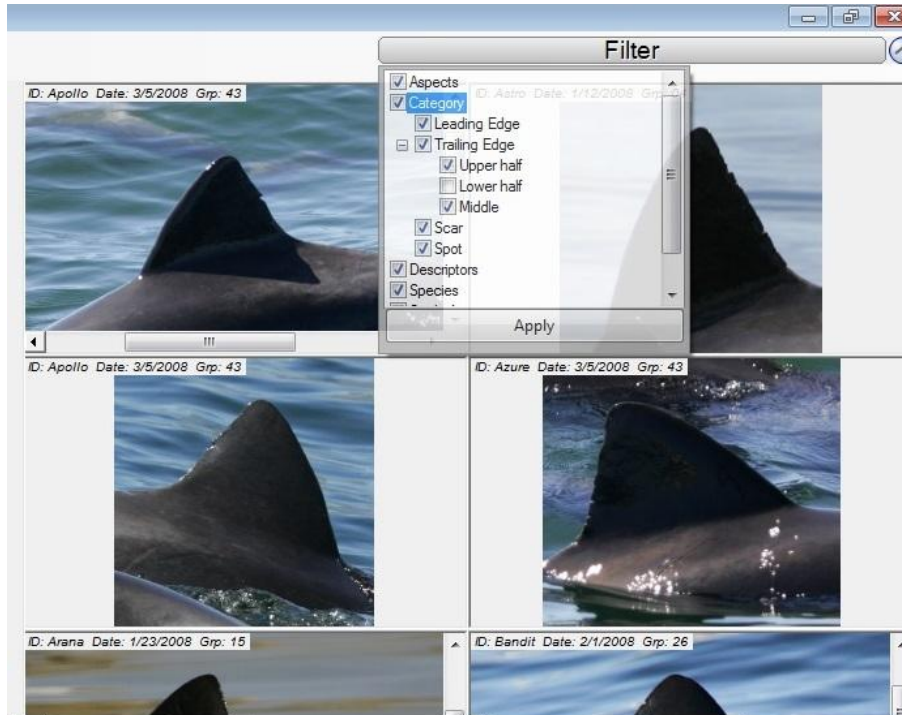 Filter
ID: Apollo Date: 3/5/2008 Grp: 43
ID: Astro Date: 1/12/2008 Grp:
Aspects
Category
Leading Edge
Trailing Edge
Upper half
Lower half
Middle
Scar
Spot
Descriptors
Species
Apply
ID: Apollo Date: 3/5/2008 Grp: 43
ID: Azure Date: 3/5/2008 Grp: 43
ID: Arana Date: 1/23/2008 Grp: 15
ID: Bandit Date: 2/1/2008 Grp: 26